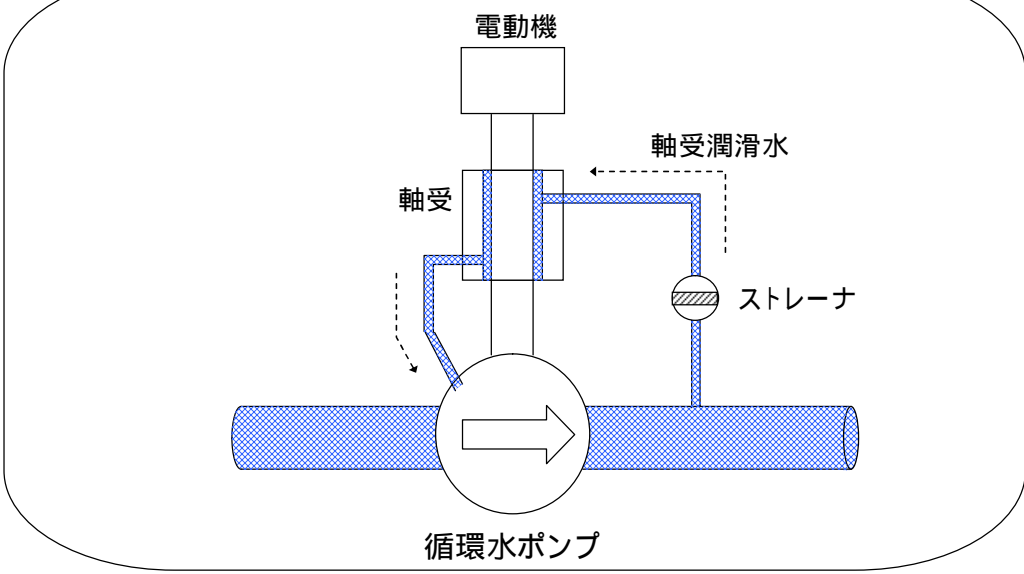 電動機
軸受潤滑水
軸受
ストレーナ
循環水ポンプ